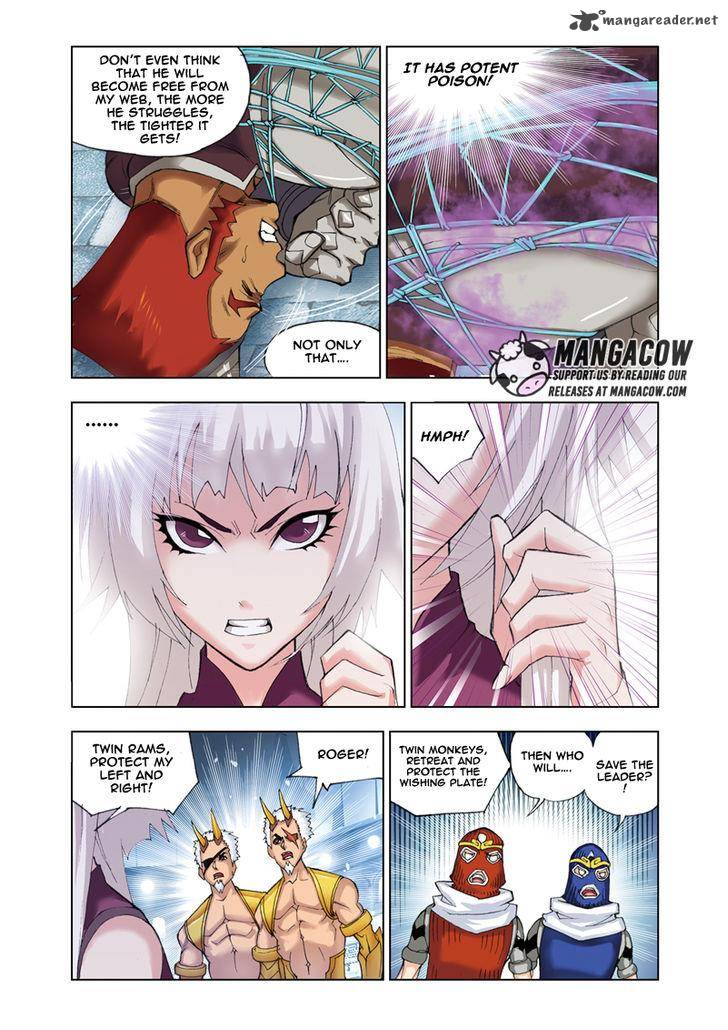 mangareader.net
DON'T EVEN THINK
THAT HE WILL
BECOME FREE FROM
MY WEB, THE MORE
HE STRUGGLES,
THE TIGHTER IT
GETS!
NOT ONLY
THAT....
IT HAS POTENT
POISON!
MANGACOW
SUPPORT US BY READING OUR
RELEASES AT MANGACOW.COM
......
HMPH!
TWIN RAMS,
PROTECT MY
LEFT AND
RIGHT!
ROGER!
TWIN MONKEYS,
RETREAT AND
PROTECT THE
WISHING PLATE!
THEN WHO
WILL....
SAVE THE
LEADER?
!